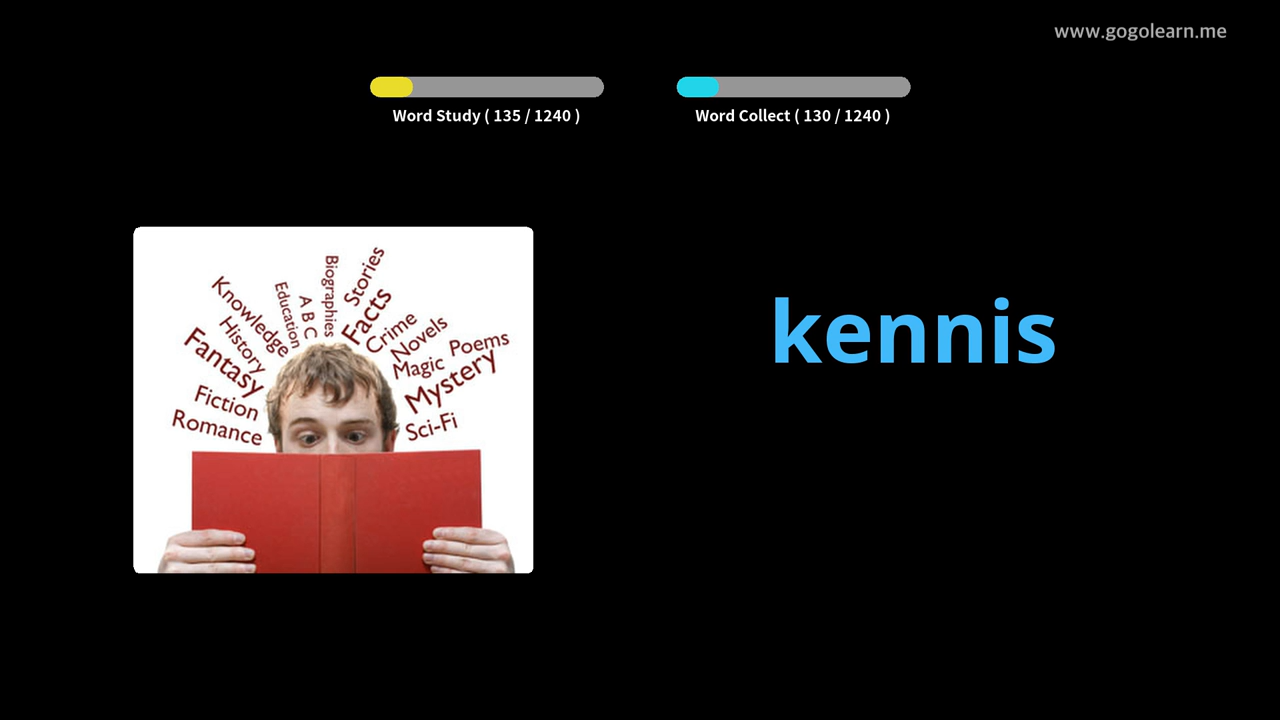 www.gogolearn.me
Word Study ( 135 / 1240 )
Word Collect ( 130 / 1240 )
Biographies
Stories
Education
A B C
Facts
Knowledge
Crime
History
Novels
Fantasy
Poems
Magic
Mystery
Fiction
Romance
Sci-Fi
kennis